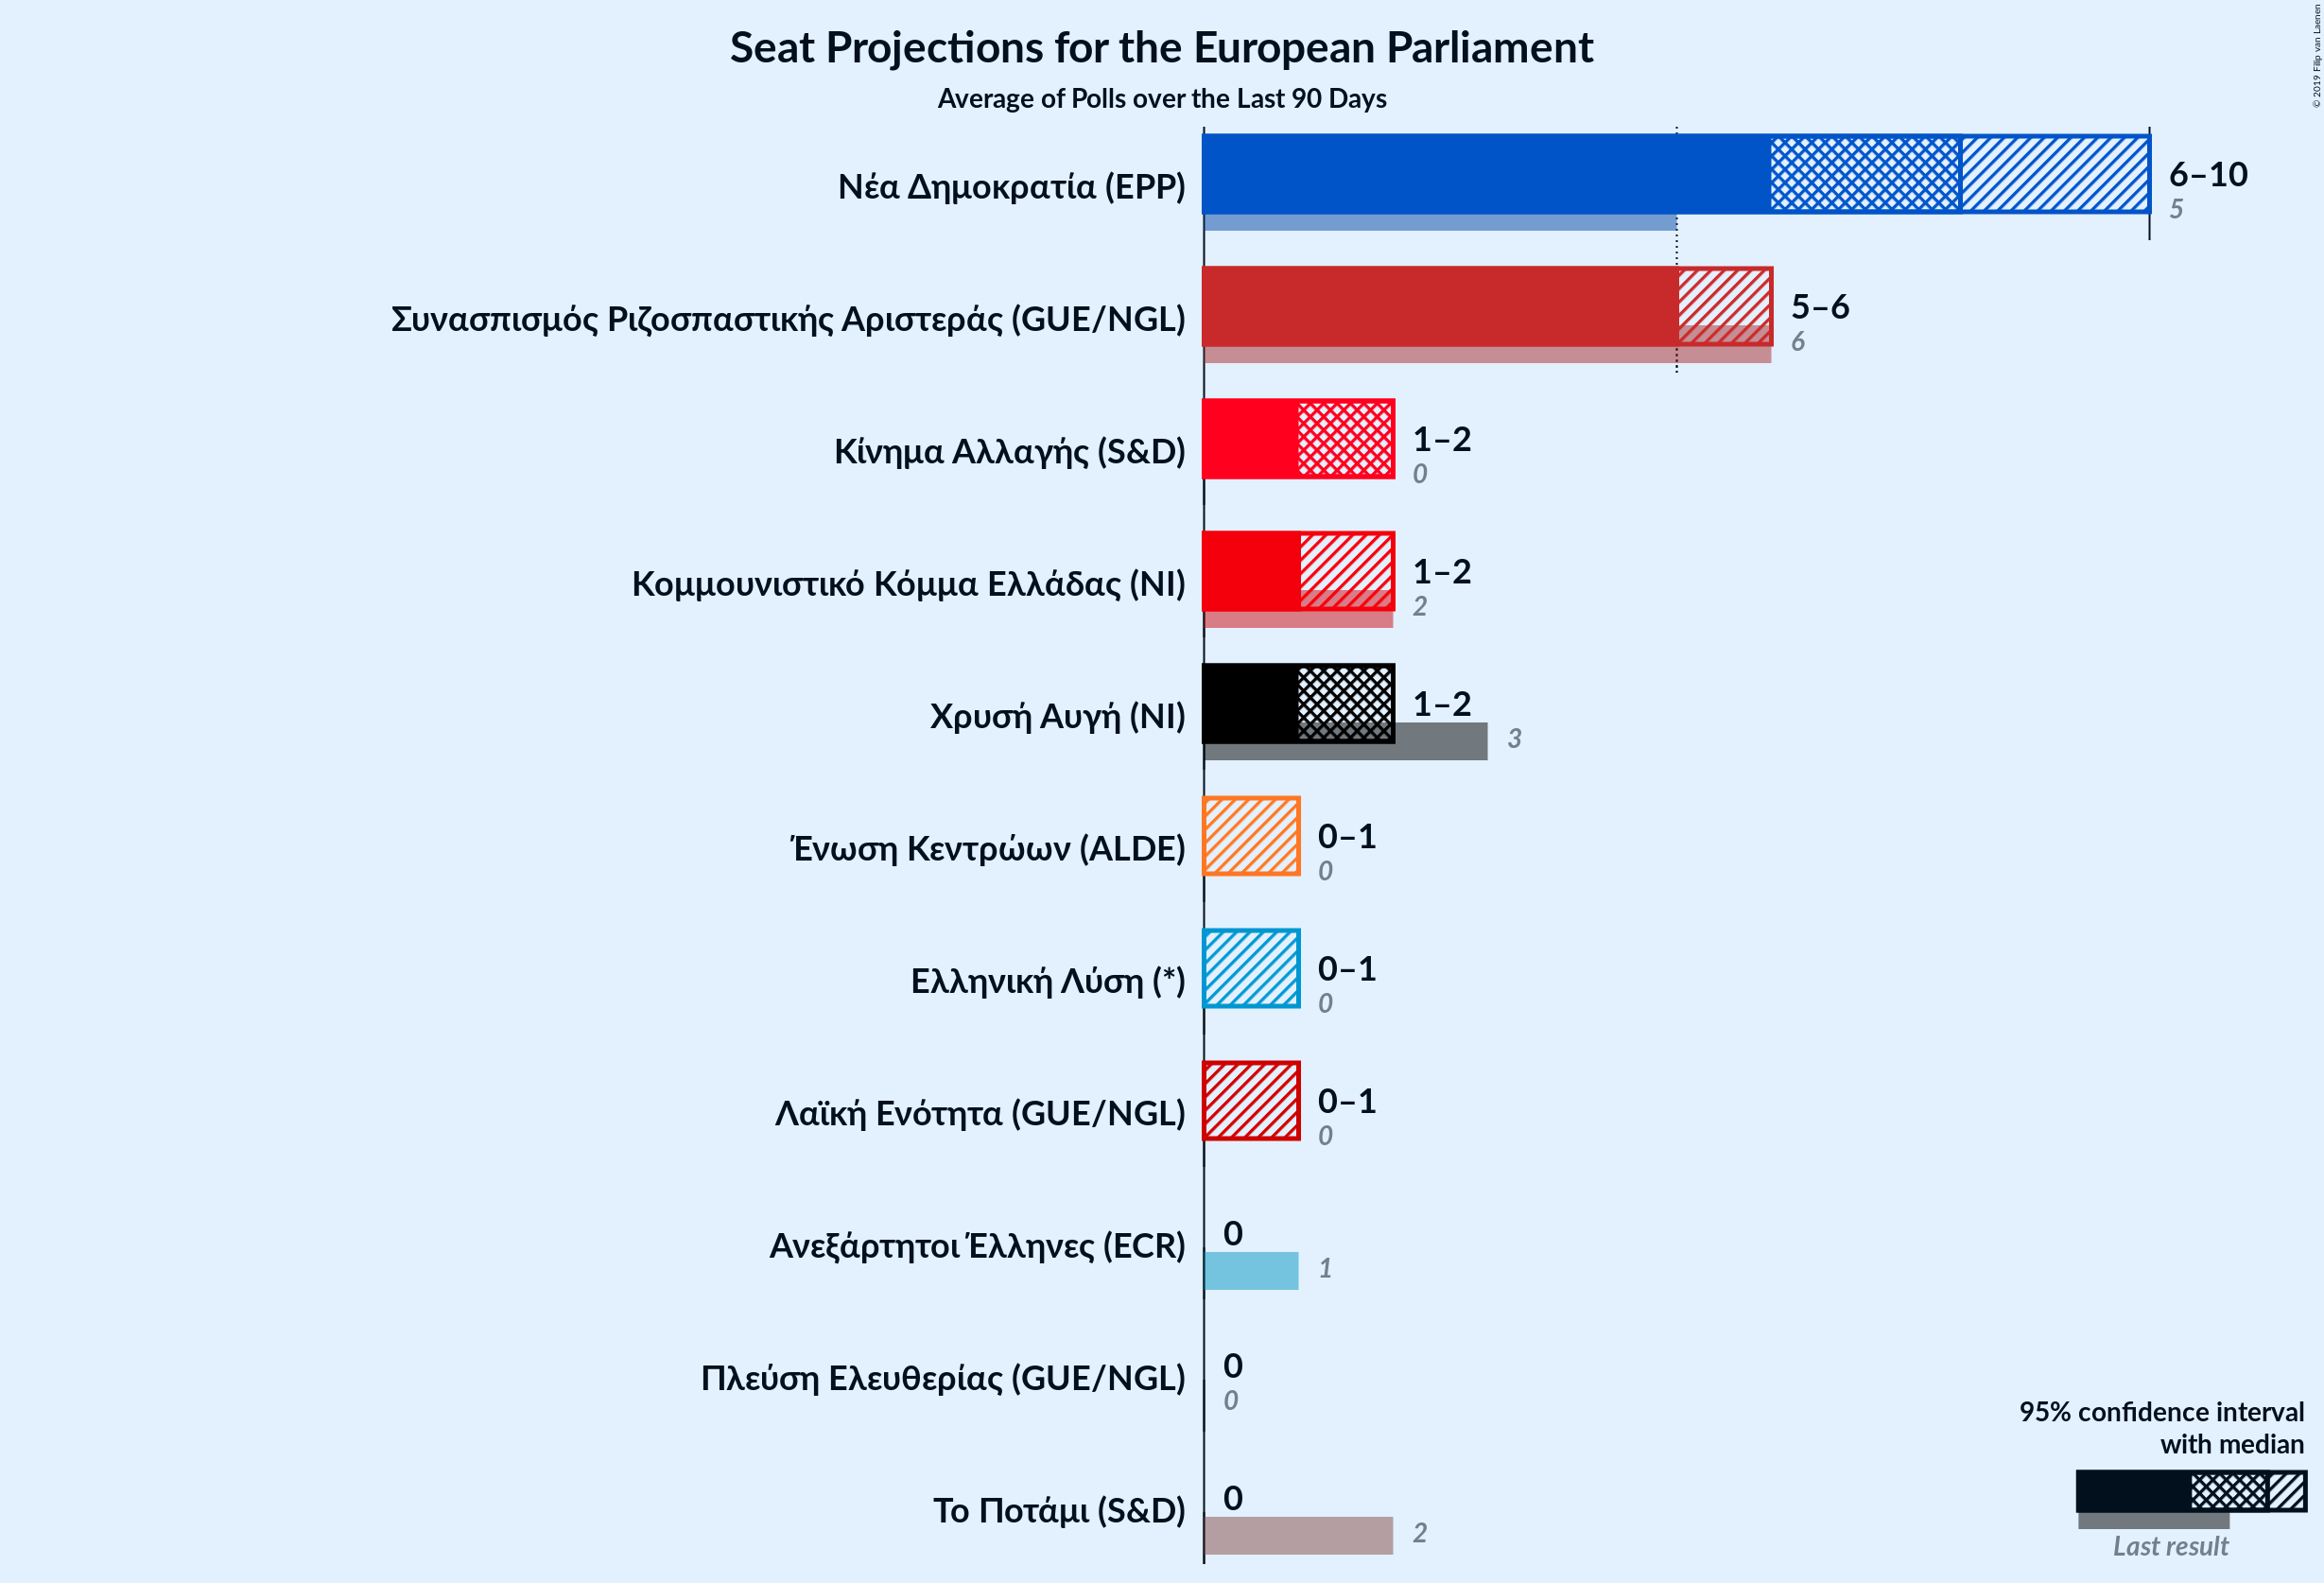 Seat Projections for the European Parliament
Average of Polls over the Last 90 Days
© 2019 Filip van Laenen
Νέα Δημοκρατία (EPP)
6–10
5
Συνασπισμός Ριζοσπαστικής Αριστεράς (GUE/NGL)
5–6
6
Κίνημα Αλλαγής (S&D)
1–2
0
Κομμουνιστικό Κόμμα Ελλάδας (NI)
1–2
2
Χρυσή Αυγή (NI)
1–2
3
Ένωση Κεντρώων (ALDE)
0–1
0
Ελληνική Λύση (*)
0–1
0
Λαϊκή Ενότητα (GUE/NGL)
0–1
0
Ανεξάρτητοι Έλληνες (ECR)
0
1
Πλεύση Ελευθερίας (GUE/NGL)
0
0
Το Ποτάμι (S&D)
0
2
95% confidence interval
with median
Last result